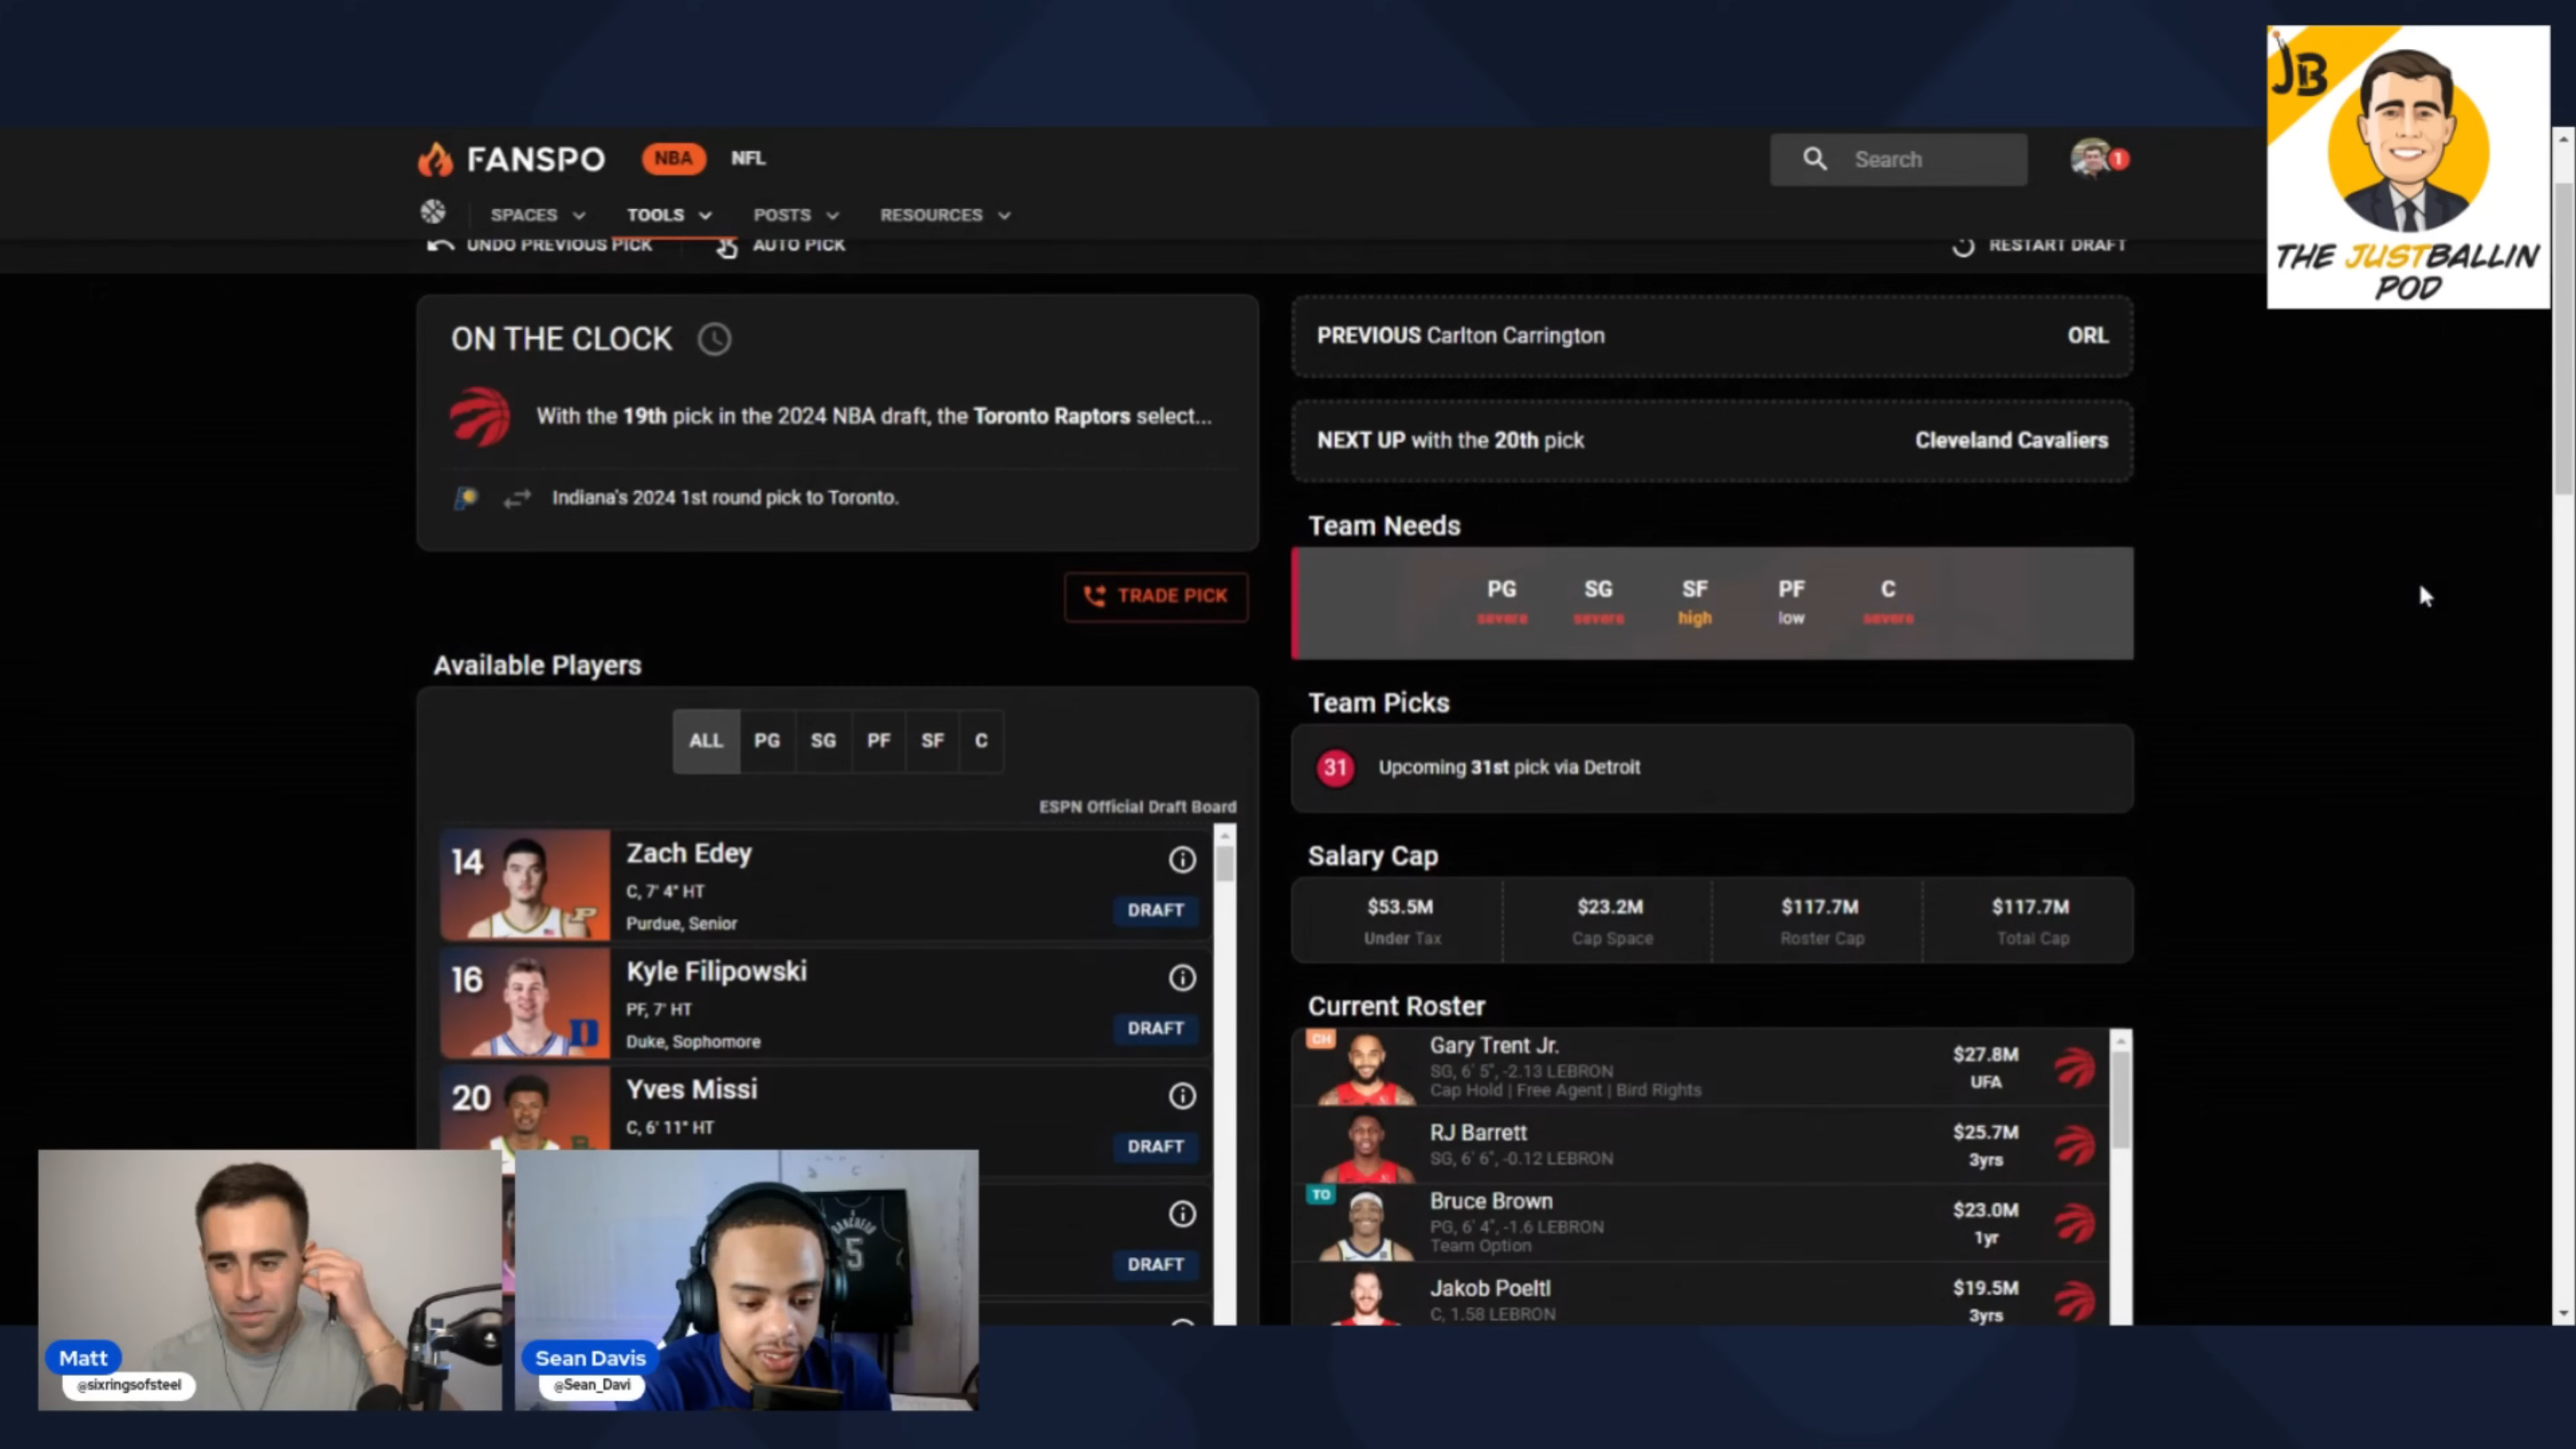 FANSPO
NBA
NFL
Search
1
SPACES
TOOLS
POSTS
RESOURCES
UNDO PREVIOUS PICK
AUTO PICK
RESTART DRAFT
JB
THE JUSTBALLIN
POD
ON THE CLOCK
With the 19th pick in the 2024 NBA draft, the Toronto Raptors select...
Indiana's 2024 1st round pick to Toronto.
TRADE PICK
PREVIOUS Carlton Carrington
ORL
NEXT UP with the 20th pick
Cleveland Cavaliers
Team Needs
PG SG SF PF C
severe severe high low severe
Team Picks
31 Upcoming 31st pick via Detroit
Salary Cap
$53.5M $23.2M $117.7M $117.7M
Under Tax Cap Space Roster Cap Total Cap
Available Players
ALL PG SG PF SF C
ESPN Official Draft Board
14
Zach Edey
C, 7' 4" HT
Purdue, Senior
DRAFT
16
Kyle Filipowski
PF, 7' HT
Duke, Sophomore
DRAFT
20
Yves Missi
C, 6' 11" HT
DRAFT
DRAFT
Current Roster
CH
Gary Trent Jr.
SG, 6' 5", -2.13 LEBRON
Cap Hold | Free Agent | Bird Rights
$27.8M
UFA
RJ Barrett
SG, 6' 6", -0.12 LEBRON
$25.7M
3yrs
TO
Bruce Brown
PG, 6' 4", -1.6 LEBRON
Team Option
$23.0M
1yr
Jakob Poeltl
C, 1.58 LEBRON
$19.5M
3yrs
BANCHERO
5
Matt
@sixringsofsteel
Sean Davis
@Sean_Davi